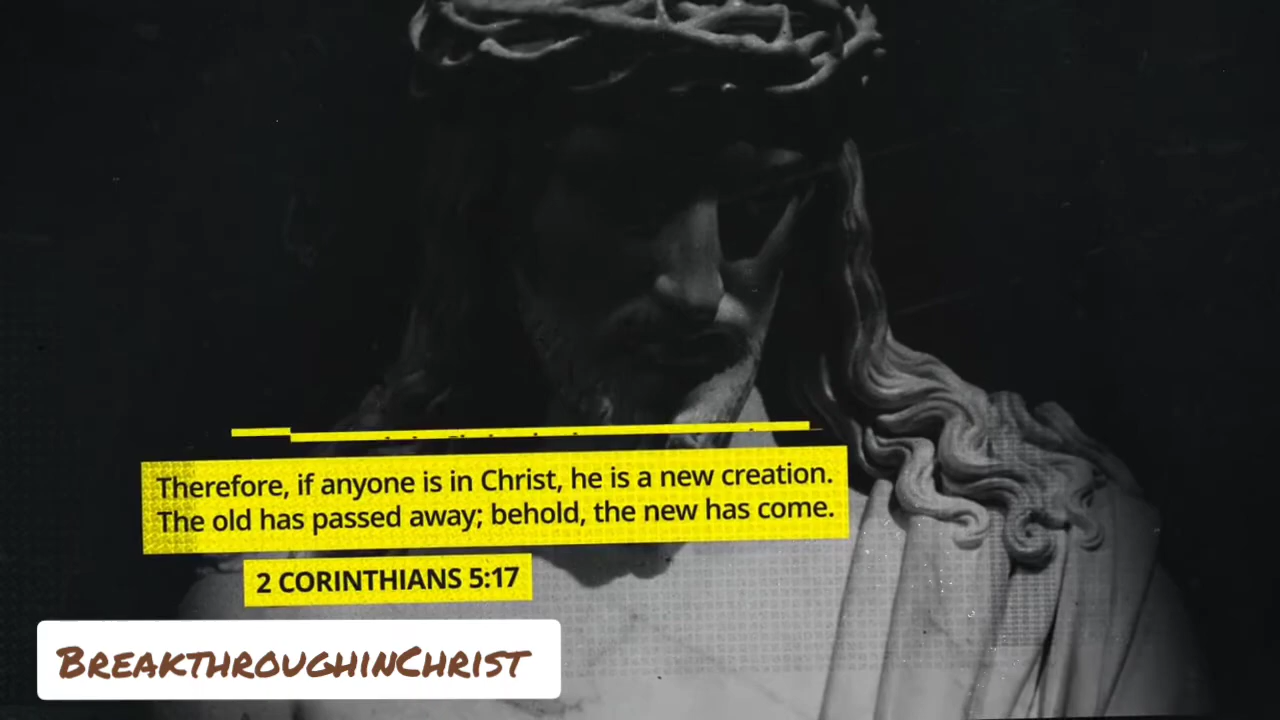 Therefore, if anyone is in Christ, he is a new creation.
The old has passed away; behold, the new has come.
2 CORINTHIANS 5:17
BREAKTHROUGHINCHRIST